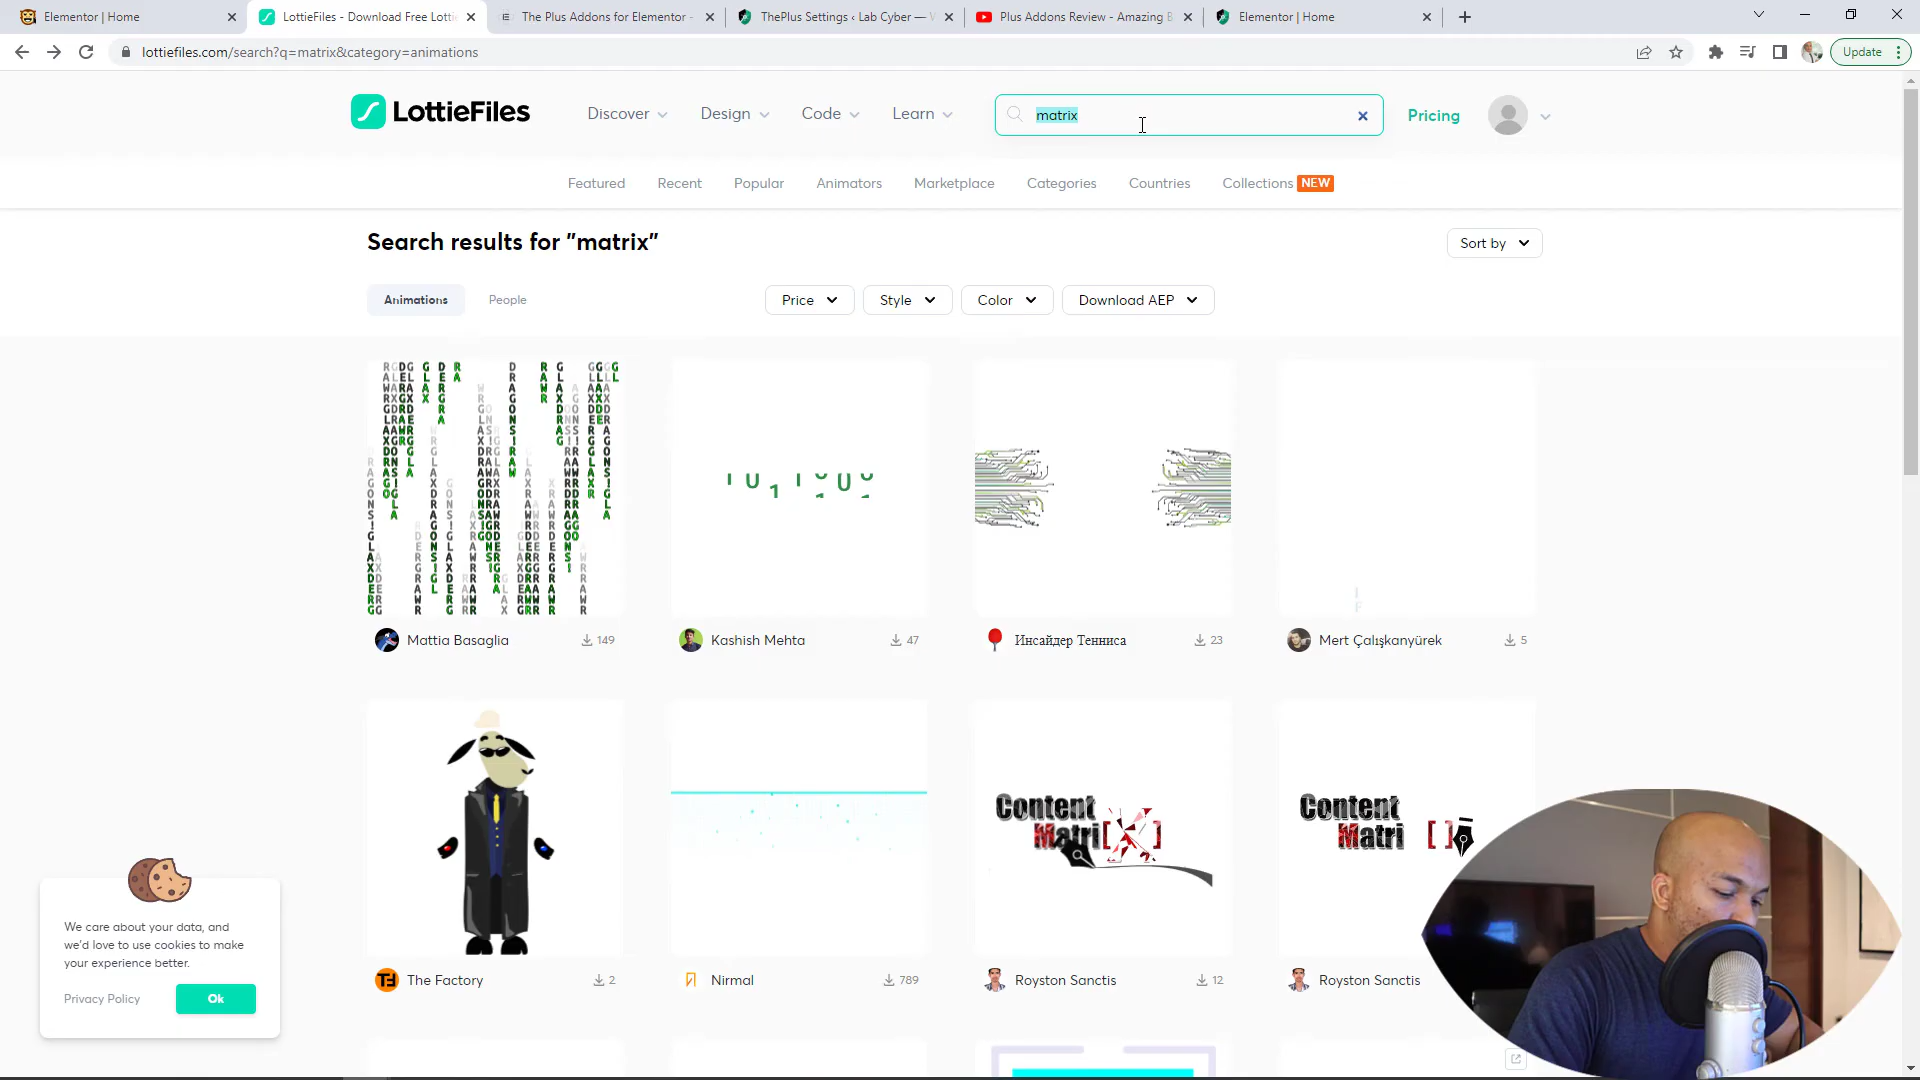 Elementor | Home
LottieFiles - Download Free Lotti
The Plus Addons for Elementor -
ThePlus Settings ‹ Lab Cyber — W
Plus Addons Review - Amazing E
Elementor | Home
lottiefiles.com/search?q=matrix&category=animations
Update
LottieFiles
Discover
Design
Code
Learn
matrix
Pricing
Featured
Recent
Popular
Animators
Marketplace
Categories
Countries
Collections NEW
Search results for "matrix"
Sort by
Animations
People
Price
Style
Color
Download AEP
Mattia Basaglia
149
Kashish Mehta
47
Инсайдер Тенниса
23
Mert Çalışkanyürek
5
Content
Matri[X]
Content
Matri []
The Factory
2
Nirmal
789
Royston Sanctis
12
Royston Sanctis
We care about your data, and
we'd love to use cookies to make
your experience better.
Privacy Policy
Ok